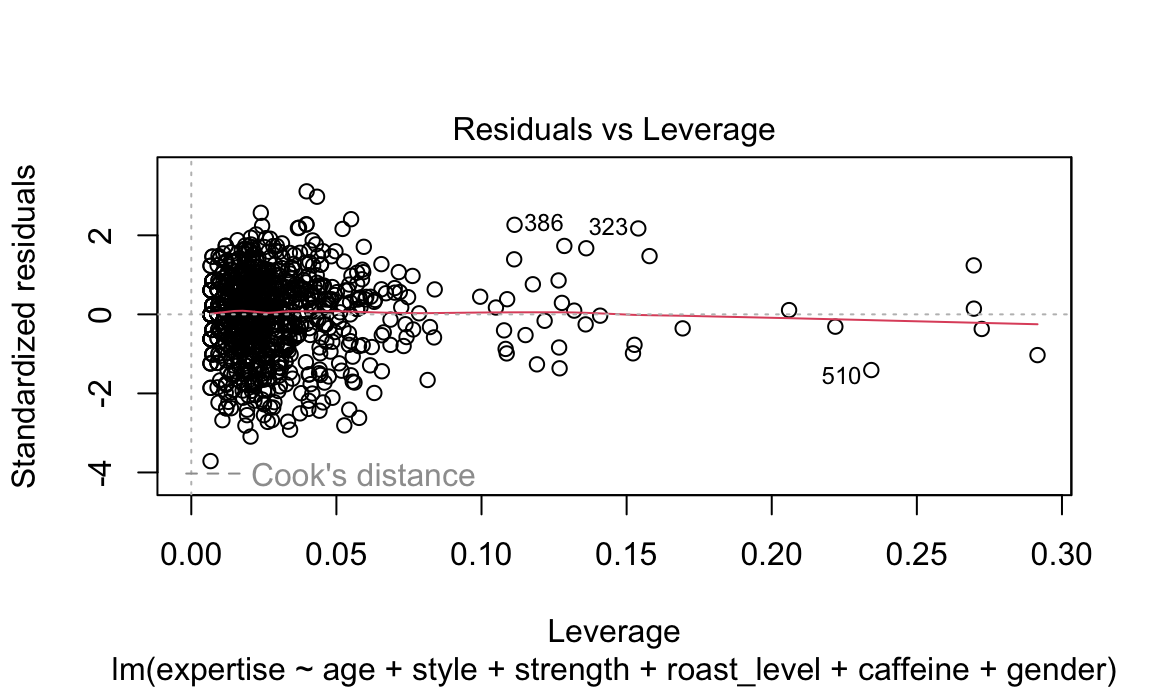 Residuals vs Leverage
Standardized residuals
2
0
-2
-4
386
323
510
Cook's distance
0.00 0.05 0.10 0.15 0.20 0.25 0.30
Leverage
lm(expertise ~ age + style + strength + roast_level + caffeine + gender)